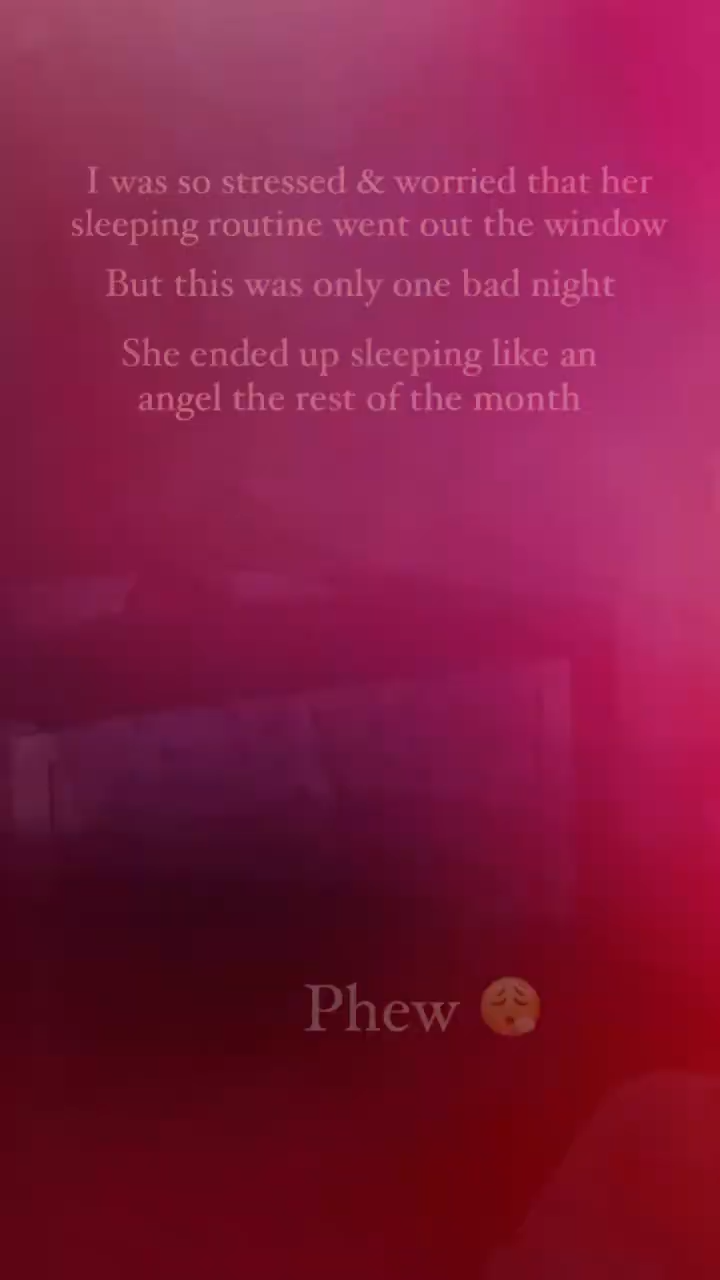 I was so stressed & worried that her
sleeping routine went out the window
But this was only one bad night
She ended up sleeping like an
angel the rest of the month
Phew 😮‍💨